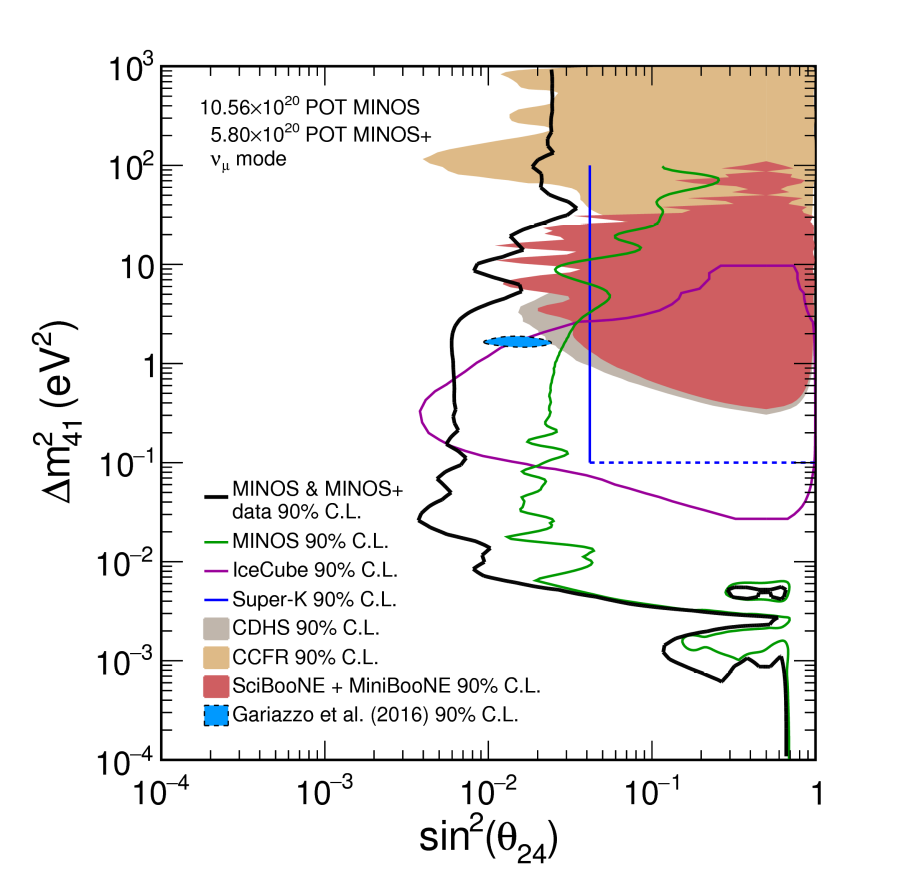 10.56×10²⁰ POT MINOS
5.80×10²⁰ POT MINOS+
νμ mode
10³
10²
10
1
10⁻¹
10⁻²
10⁻³
10⁻⁴
Δm²₄₁ (eV²)
MINOS & MINOS+
data 90% C.L.
MINOS 90% C.L.
IceCube 90% C.L.
Super-K 90% C.L.
CDHS 90% C.L.
CCFR 90% C.L.
SciBooNE + MiniBooNE 90% C.L.
Gariazzo et al. (2016) 90% C.L.
10⁻⁴ 10⁻³ 10⁻² 10⁻¹ 1
sin²(θ₂₄)